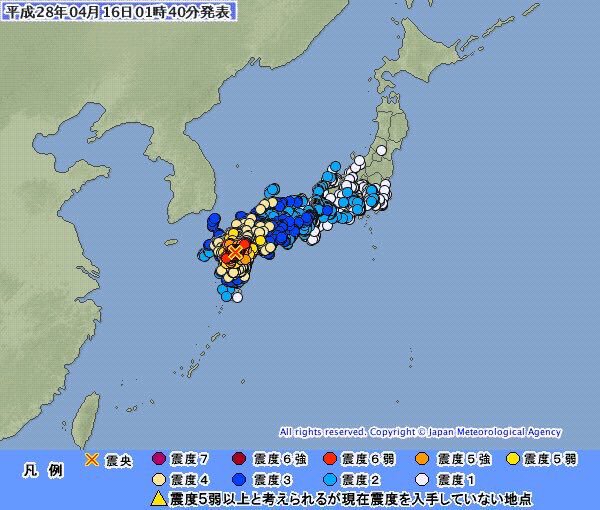 平成28年04月16日01時40分発表
All rights reserved. Copyright © Japan Meteorological Agency
凡 例 震央 震度7 震度6強 震度6弱 震度5強 震度5弱
震度4 震度3 震度2 震度1
震度5弱以上と考えられるが現在震度を入手していない地点